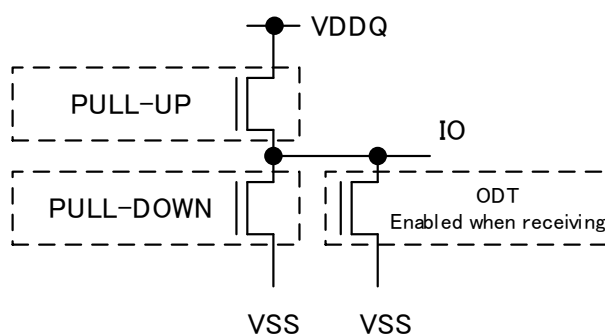 VDDQ
PULL-UP
IO
PULL-DOWN
ODT
Enabled when receiving
VSS
VSS